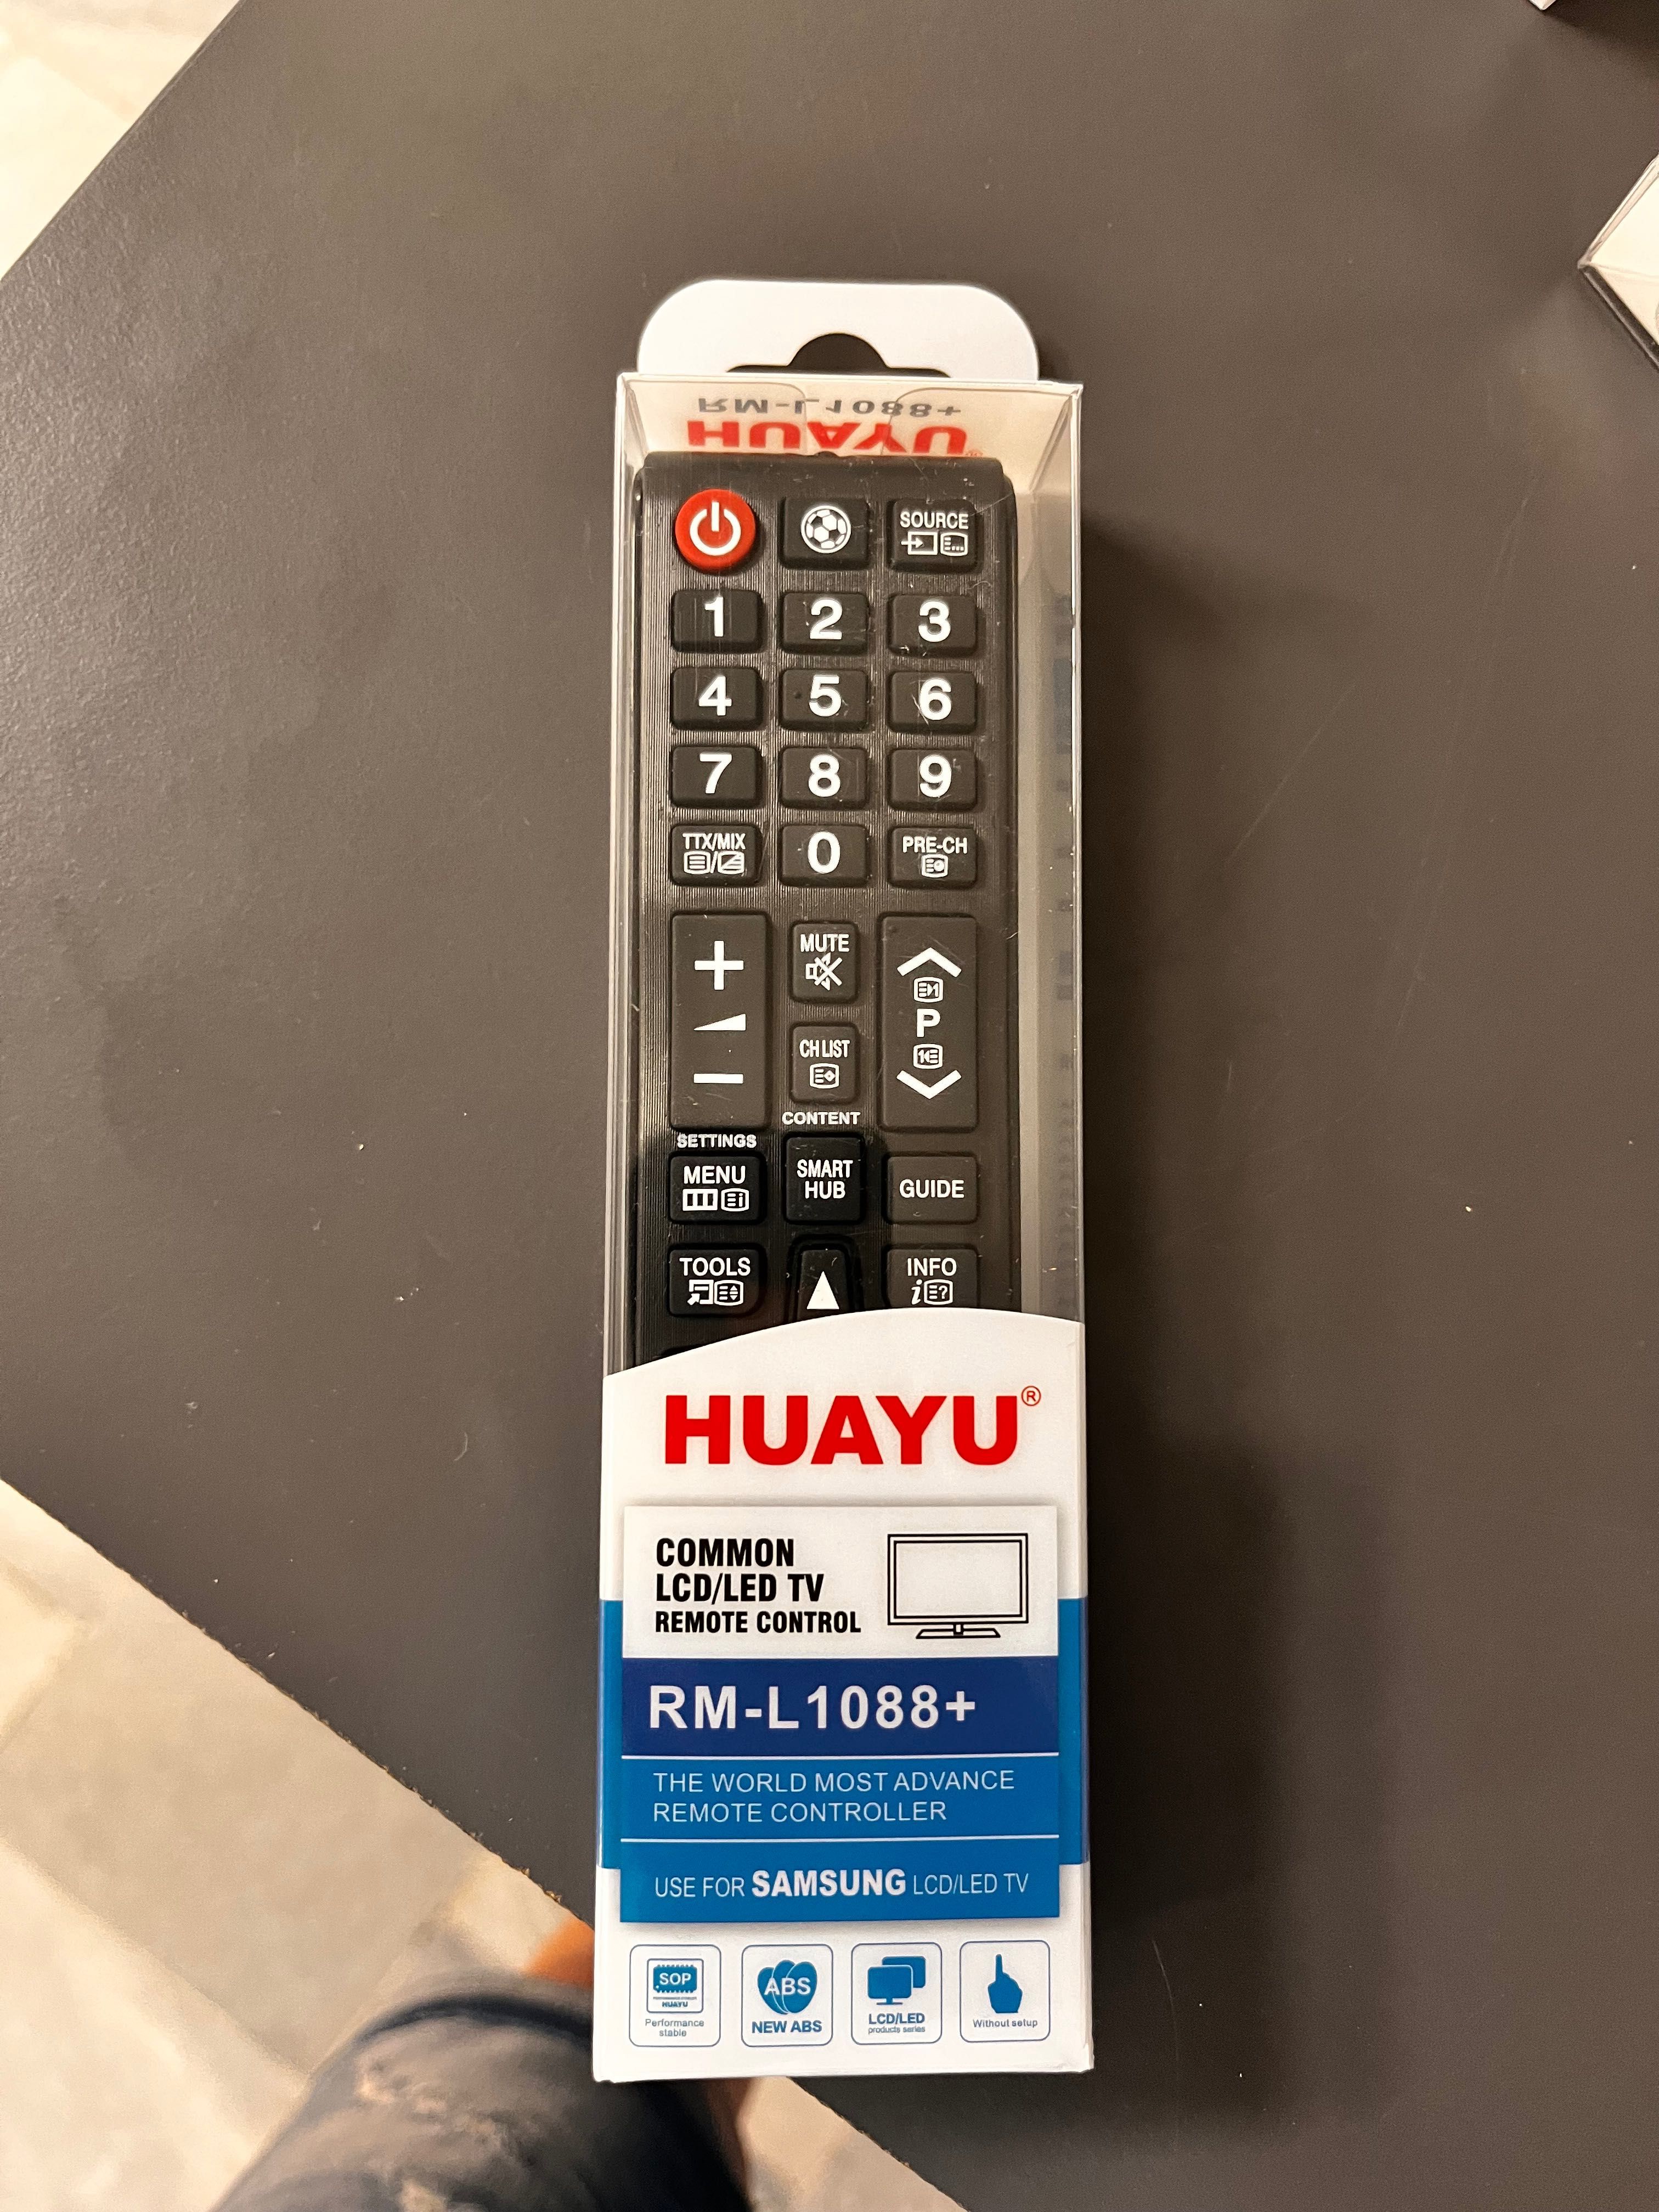 RM-L1088+
HUAYU®
SOURCE
1 2 3
4 5 6
7 8 9
TTX/MIX 0 PRE-CH
+ MUTE
P
CH LIST
−
CONTENT
SETTINGS
MENU SMART HUB GUIDE
TOOLS INFO
HUAYU®
COMMON
LCD/LED TV
REMOTE CONTROL
RM-L1088+
THE WORLD MOST ADVANCE
REMOTE CONTROLLER
USE FOR SAMSUNG LCD/LED TV
SOP
HUAYU
Performance
stable
ABS
NEW ABS
LCD/LED
products series
Without setup